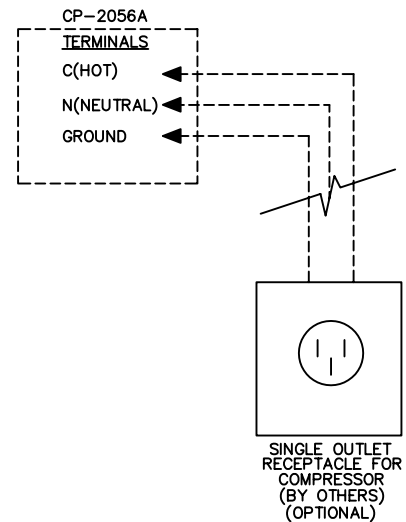 CP-2056A
TERMINALS
C(HOT)
N(NEUTRAL)
GROUND
SINGLE OUTLET
RECEPTACLE FOR
COMPRESSOR
(BY OTHERS)
(OPTIONAL)